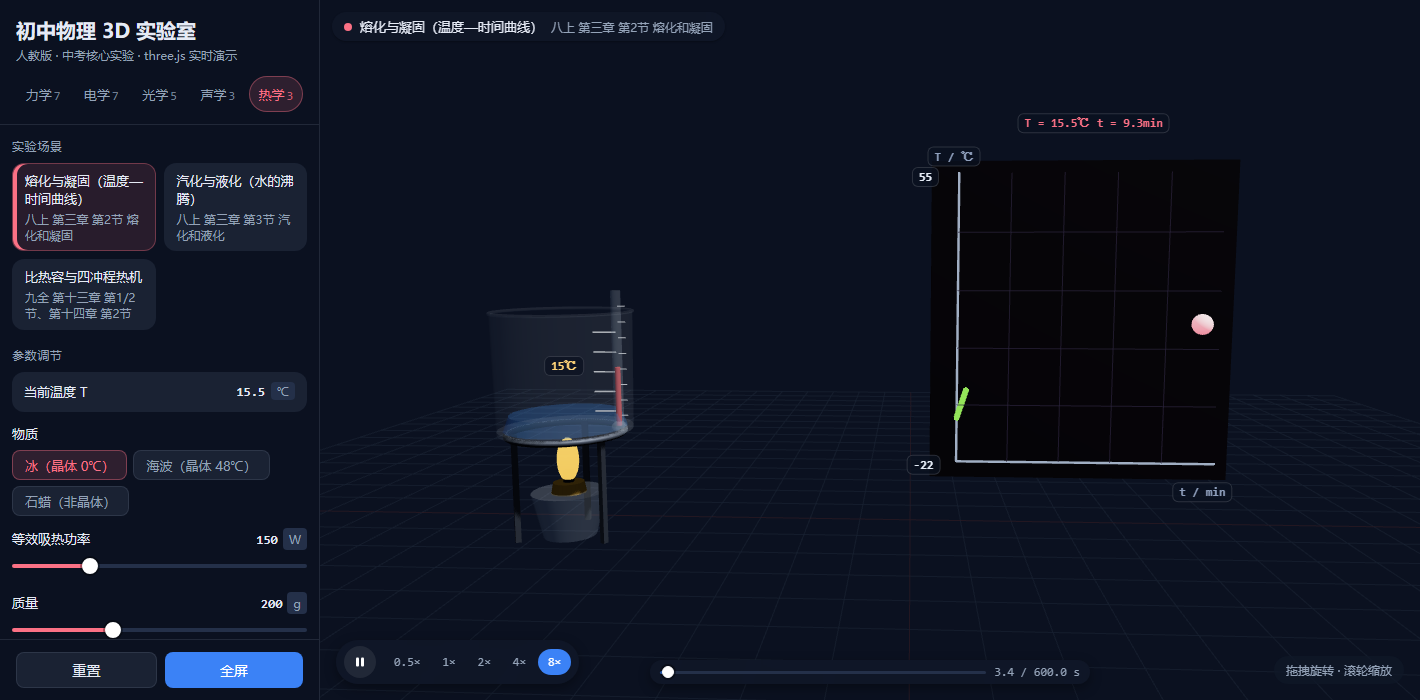 初中物理 3D 实验室
人教版 · 中考核心实验 · three.js 实时演示
力学 7 电学 7 光学 5 声学 3 热学 3
实验场景
熔化与凝固（温度—
时间曲线）
八上 第三章 第2节 熔
化和凝固
汽化与液化（水的沸
腾）
八上 第三章 第3节 汽
化和液化
比热容与四冲程热机
九全 第十三章 第1/2
节、第十四章 第2节
参数调节
当前温度 T 15.5 ℃
物质
冰（晶体 0℃） 海波（晶体 48℃）
石蜡（非晶体）
等效吸热功率 150 W
质量 200 g
重置 全屏
熔化与凝固（温度—时间曲线） 八上 第三章 第2节 熔化和凝固
T = 15.5℃ t = 9.3min
T / ℃
55
15℃
-22
t / min
0.5× 1× 2× 4× 8×
3.4 / 600.0 s
拖拽旋转 · 滚轮缩放